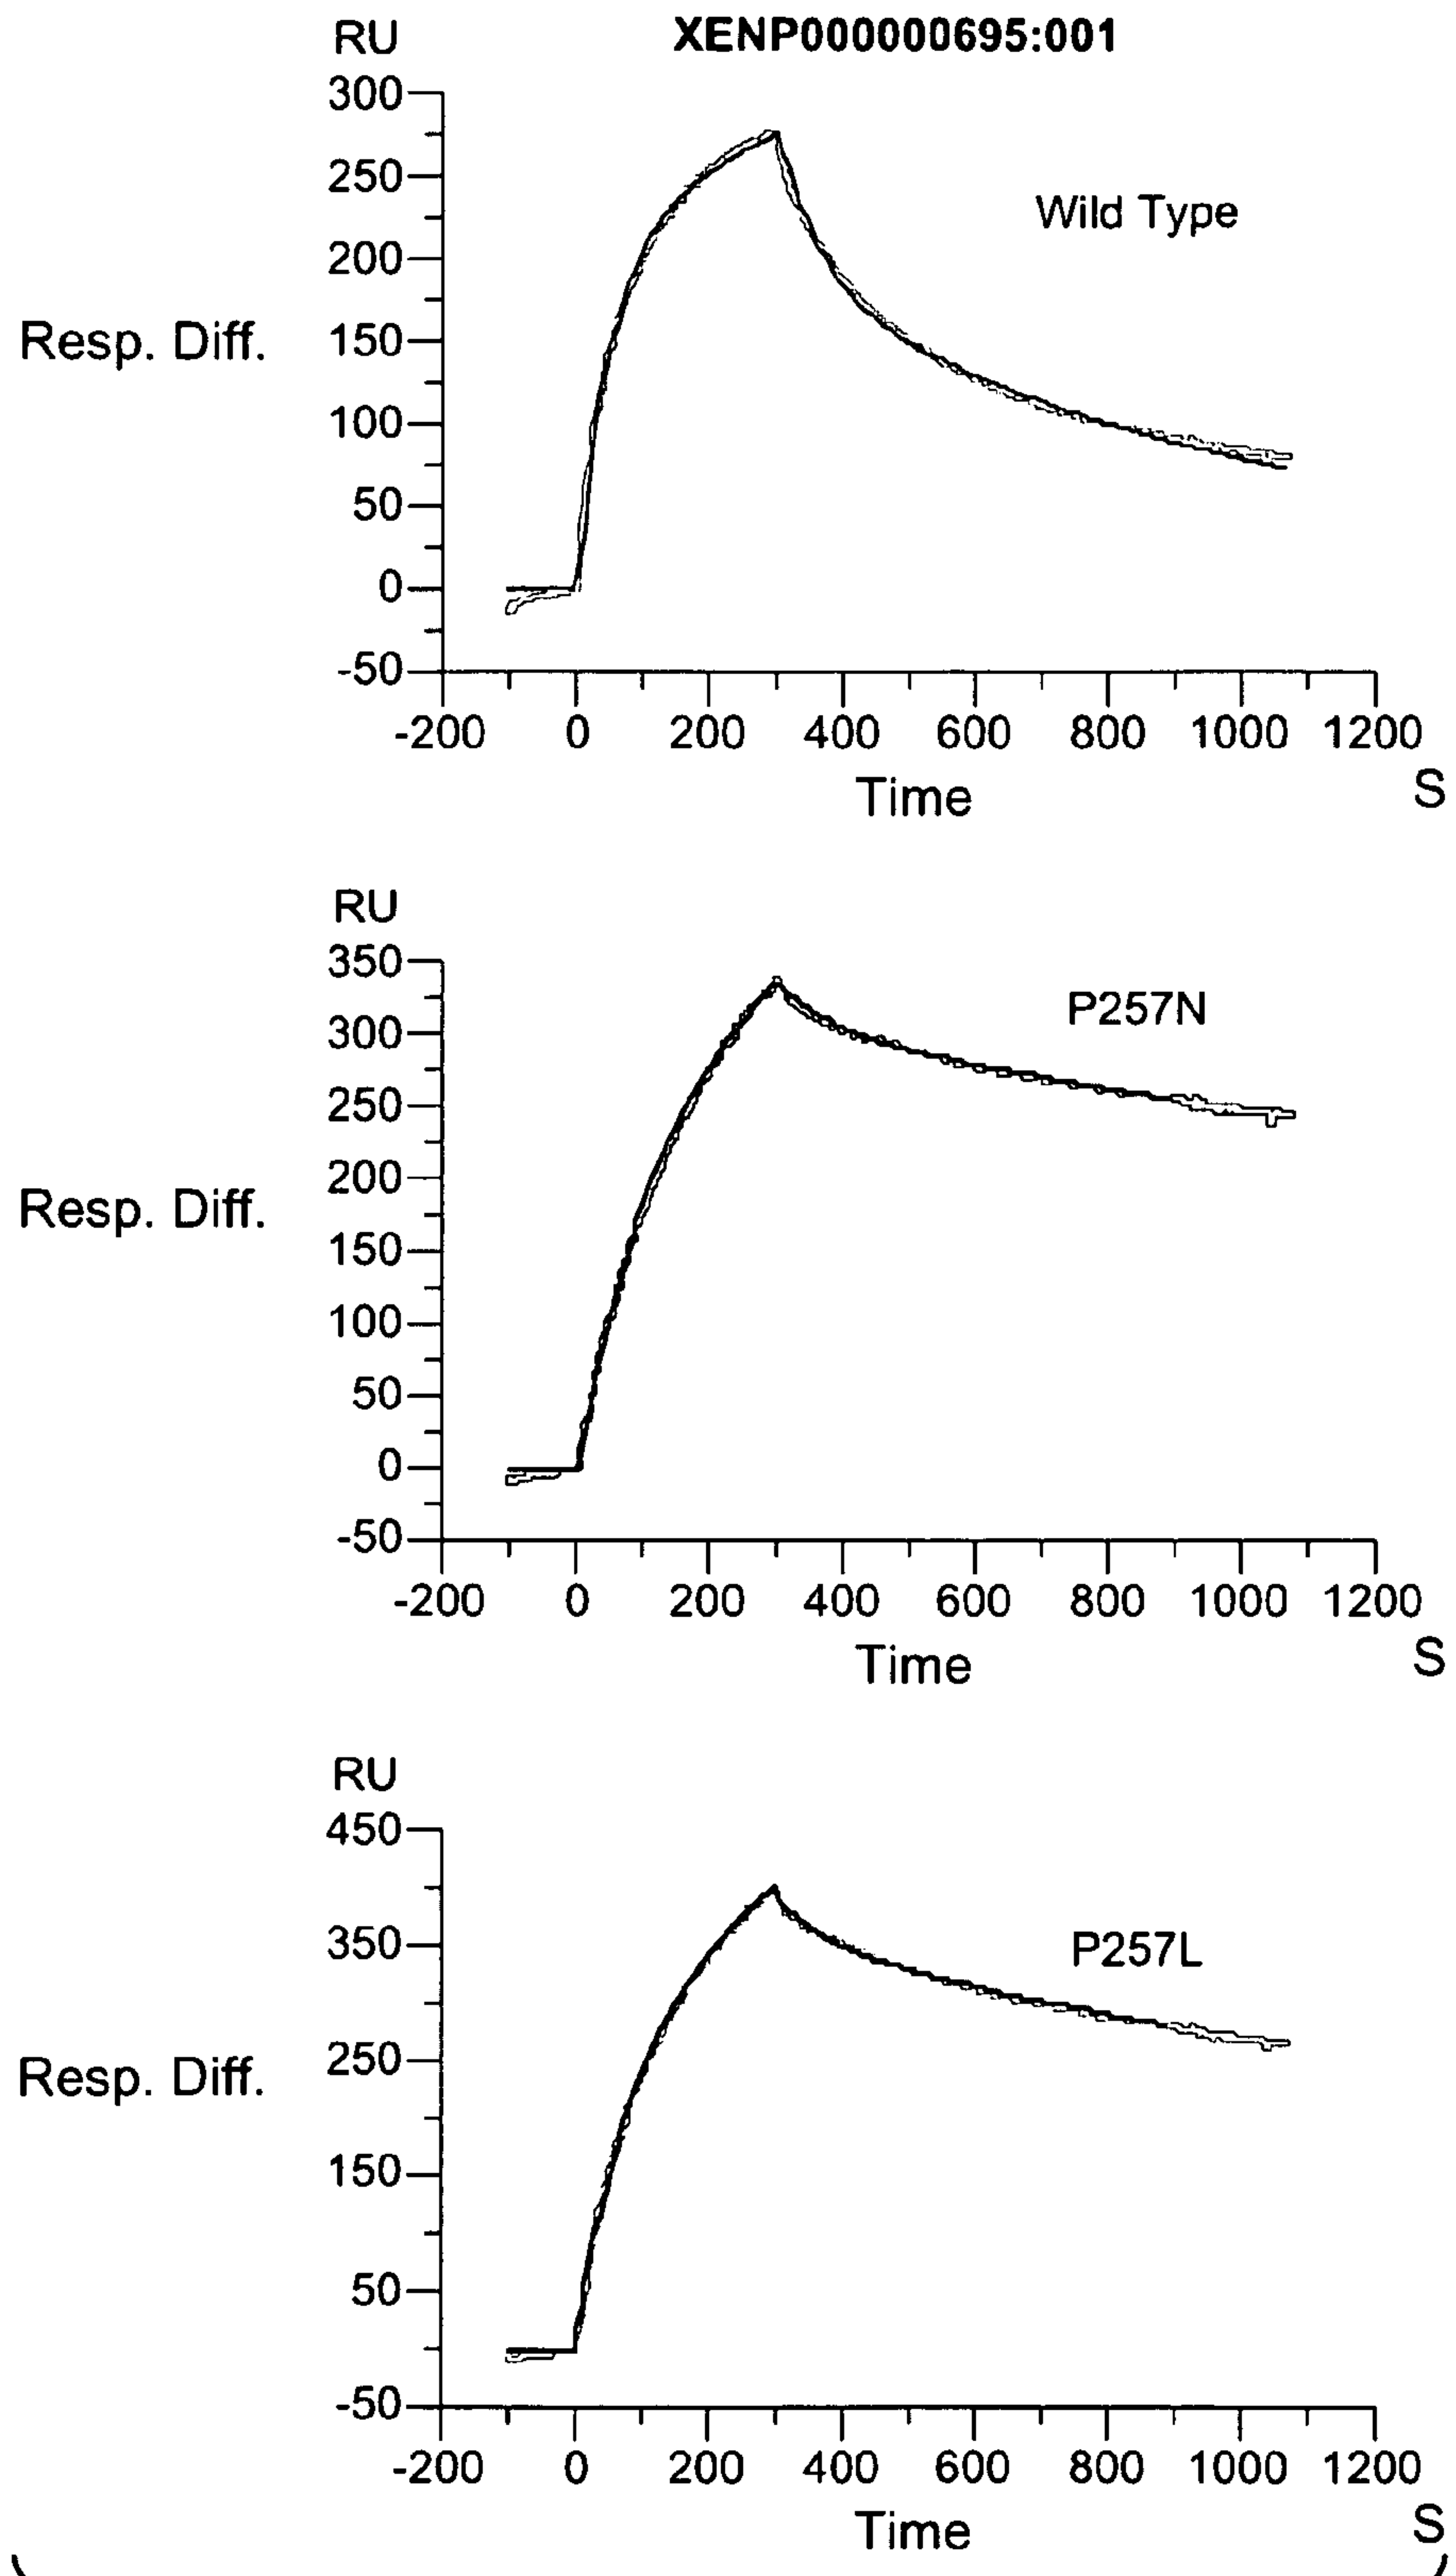 RU XENP000000695:001
300
250
Wild Type
200
Resp. Diff. 150
100
50
0
-50
-200 0 200 400 600 800 1000 1200
Time S
RU
350
P257N
300
250
Resp. Diff. 200
150
100
50
0
-50
-200 0 200 400 600 800 1000 1200
Time S
RU
450
350
P257L
250
Resp. Diff.
150
50
-50
-200 0 200 400 600 800 1000 1200
Time S